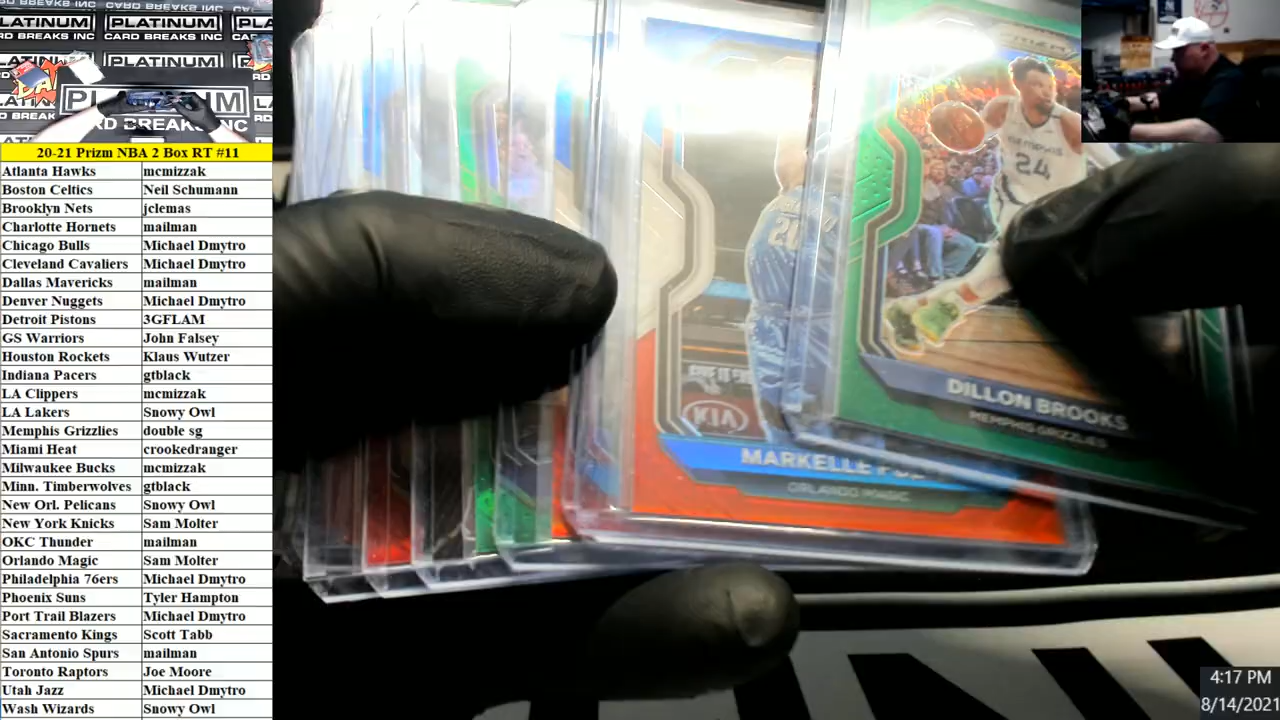 PLATINUM
CARD BREAKS INC
20-21 Prizm NBA 2 Box RT #11
Atlanta Hawks mcmizzak
Boston Celtics Neil Schumann
Brooklyn Nets jclemas
Charlotte Hornets mailman
Chicago Bulls Michael Dmytro
Cleveland Cavaliers Michael Dmytro
Dallas Mavericks mailman
Denver Nuggets Michael Dmytro
Detroit Pistons 3GFLAM
GS Warriors John Falsey
Houston Rockets Klaus Wutzer
Indiana Pacers gtblack
LA Clippers mcmizzak
LA Lakers Snowy Owl
Memphis Grizzlies double sg
Miami Heat crookedranger
Milwaukee Bucks mcmizzak
Minn. Timberwolves gtblack
New Orl. Pelicans Snowy Owl
New York Knicks Sam Molter
OKC Thunder mailman
Orlando Magic Sam Molter
Philadelphia 76ers Michael Dmytro
Phoenix Suns Tyler Hampton
Port Trail Blazers Michael Dmytro
Sacramento Kings Scott Tabb
San Antonio Spurs mailman
Toronto Raptors Joe Moore
Utah Jazz Michael Dmytro
Wash Wizards Snowy Owl
24
DILLON BROOKS
MEMPHIS GRIZZLIES
KIA
MARKELLE
ORLANDO MAGIC
4:17 PM
8/14/2021